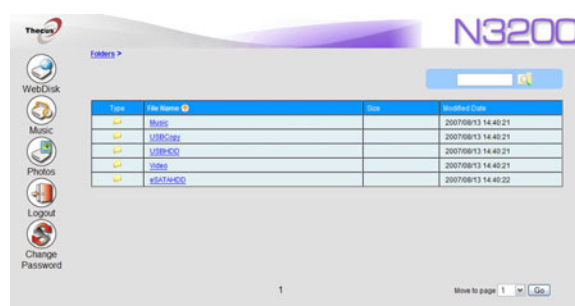 Thecus
N3200
Folders >
WebDisk
Music
Photos
Logout
Change
Password
Type File Name Size Modified Date
Music 2007/08/13 14:40:21
USBCopy 2007/08/13 14:40:21
USBHDD 2007/08/13 14:40:21
Video 2007/08/13 14:40:21
eSATAHDD 2007/08/13 14:40:22
1
Move to page 1 Go